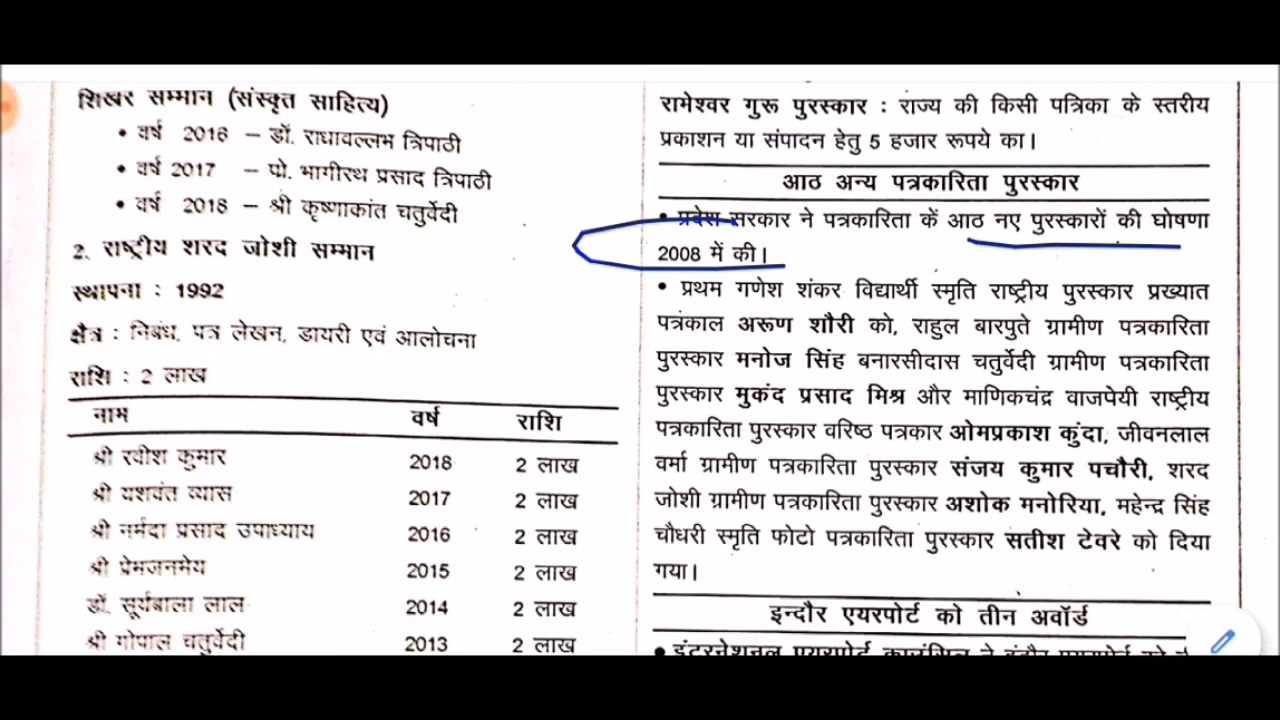 शिखर सम्मान (संस्कृत साहित्य)
• वर्ष 2016 – डॉ. राधावल्लभ त्रिपाठी
• वर्ष 2017 – पो. भागीरथ प्रसाद त्रिपाठी
• वर्ष 2018 – श्री कृष्णाकांत चतुर्वेदी
2. राष्ट्रीय शरद जोशी सम्मान
स्थापना : 1992
क्षेत्र : निबंध, पत्र लेखन, डायरी एवं आलोचना
राशि : 2 लाख
नाम वर्ष राशि
श्री रवीश कुमार 2018 2 लाख
श्री यशवंत व्यास 2017 2 लाख
श्री नर्मदा प्रसाद उपाध्याय 2016 2 लाख
श्री प्रेमजनमेय 2015 2 लाख
डॉ. सूर्यबाला लाल 2014 2 लाख
श्री गोपाल चतुर्वेदी 2013 2 लाख
रामेश्वर गुरू पुरस्कार : राज्य की किसी पत्रिका के स्तरीय
प्रकाशन या संपादन हेतु 5 हजार रूपये का।
आठ अन्य पत्रकारिता पुरस्कार
• प्रदेश सरकार ने पत्रकारिता कें आठ नए पुरस्कारों की घोषणा
2008 में की।
• प्रथम गणेश शंकर विद्यार्थी स्मृति राष्ट्रीय पुरस्कार प्रख्यात
पत्रंकाल अरूण शौरी को, राहुल बारपुते ग्रामीण पत्रकारिता
पुरस्कार मनोज सिंह बनारसीदास चतुर्वेदी ग्रामीण पत्रकारिता
पुरस्कार मुकंद प्रसाद मिश्र और माणिकचंद्र वाजपेयी राष्ट्रीय
पत्रकारिता पुरस्कार वरिष्ठ पत्रकार ओमप्रकाश कुंदा, जीवनलाल
वर्मा ग्रामीण पत्रकारिता पुरस्कार संजय कुमार पचौरी, शरद
जोशी ग्रामीण पत्रकारिता पुरस्कार अशोक मनोरिया, महेन्द्र सिंह
चौधरी स्मृति फोटो पत्रकारिता पुरस्कार सतीश टेवरे को दिया
गया।
इन्दौर एयरपोर्ट को तीन अवॉर्ड
• इंटरनेशनल एयरपोर्ट काउंसिल ने इंदौर एयरपोर्ट को